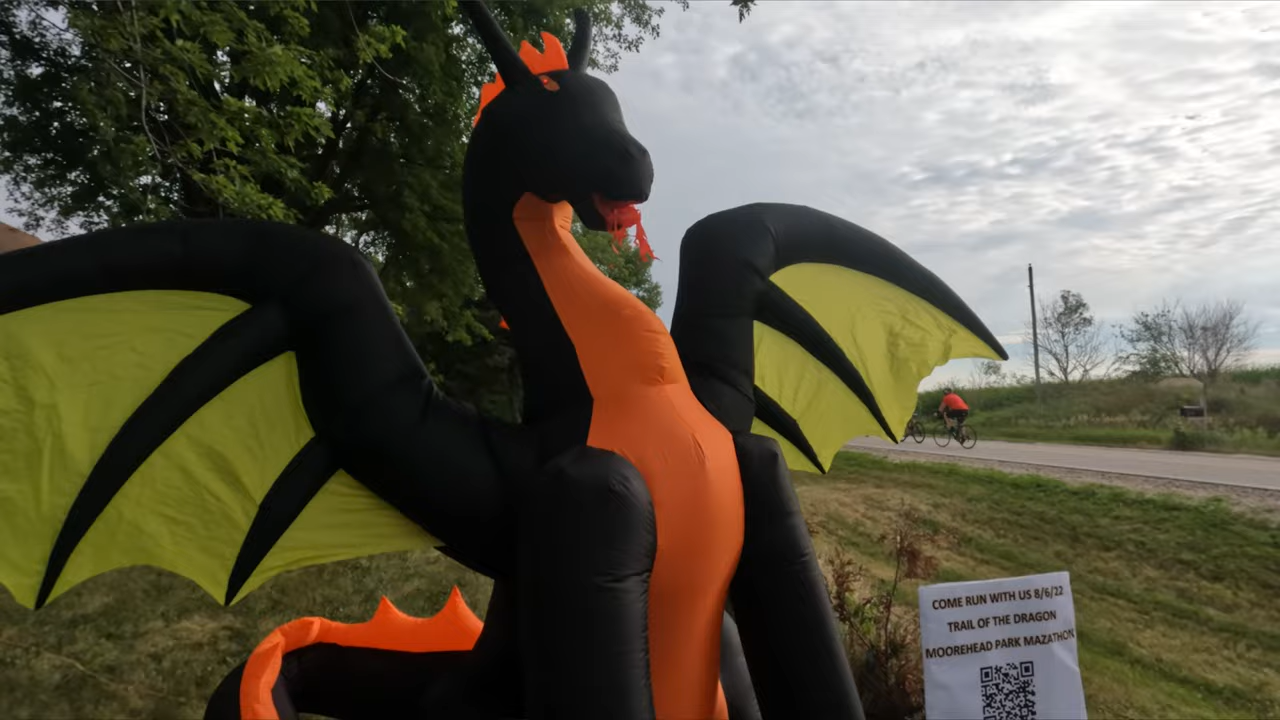 COME RUN WITH US 8/6/22
TRAIL OF THE DRAGON
MOOREHEAD PARK MAZATHON